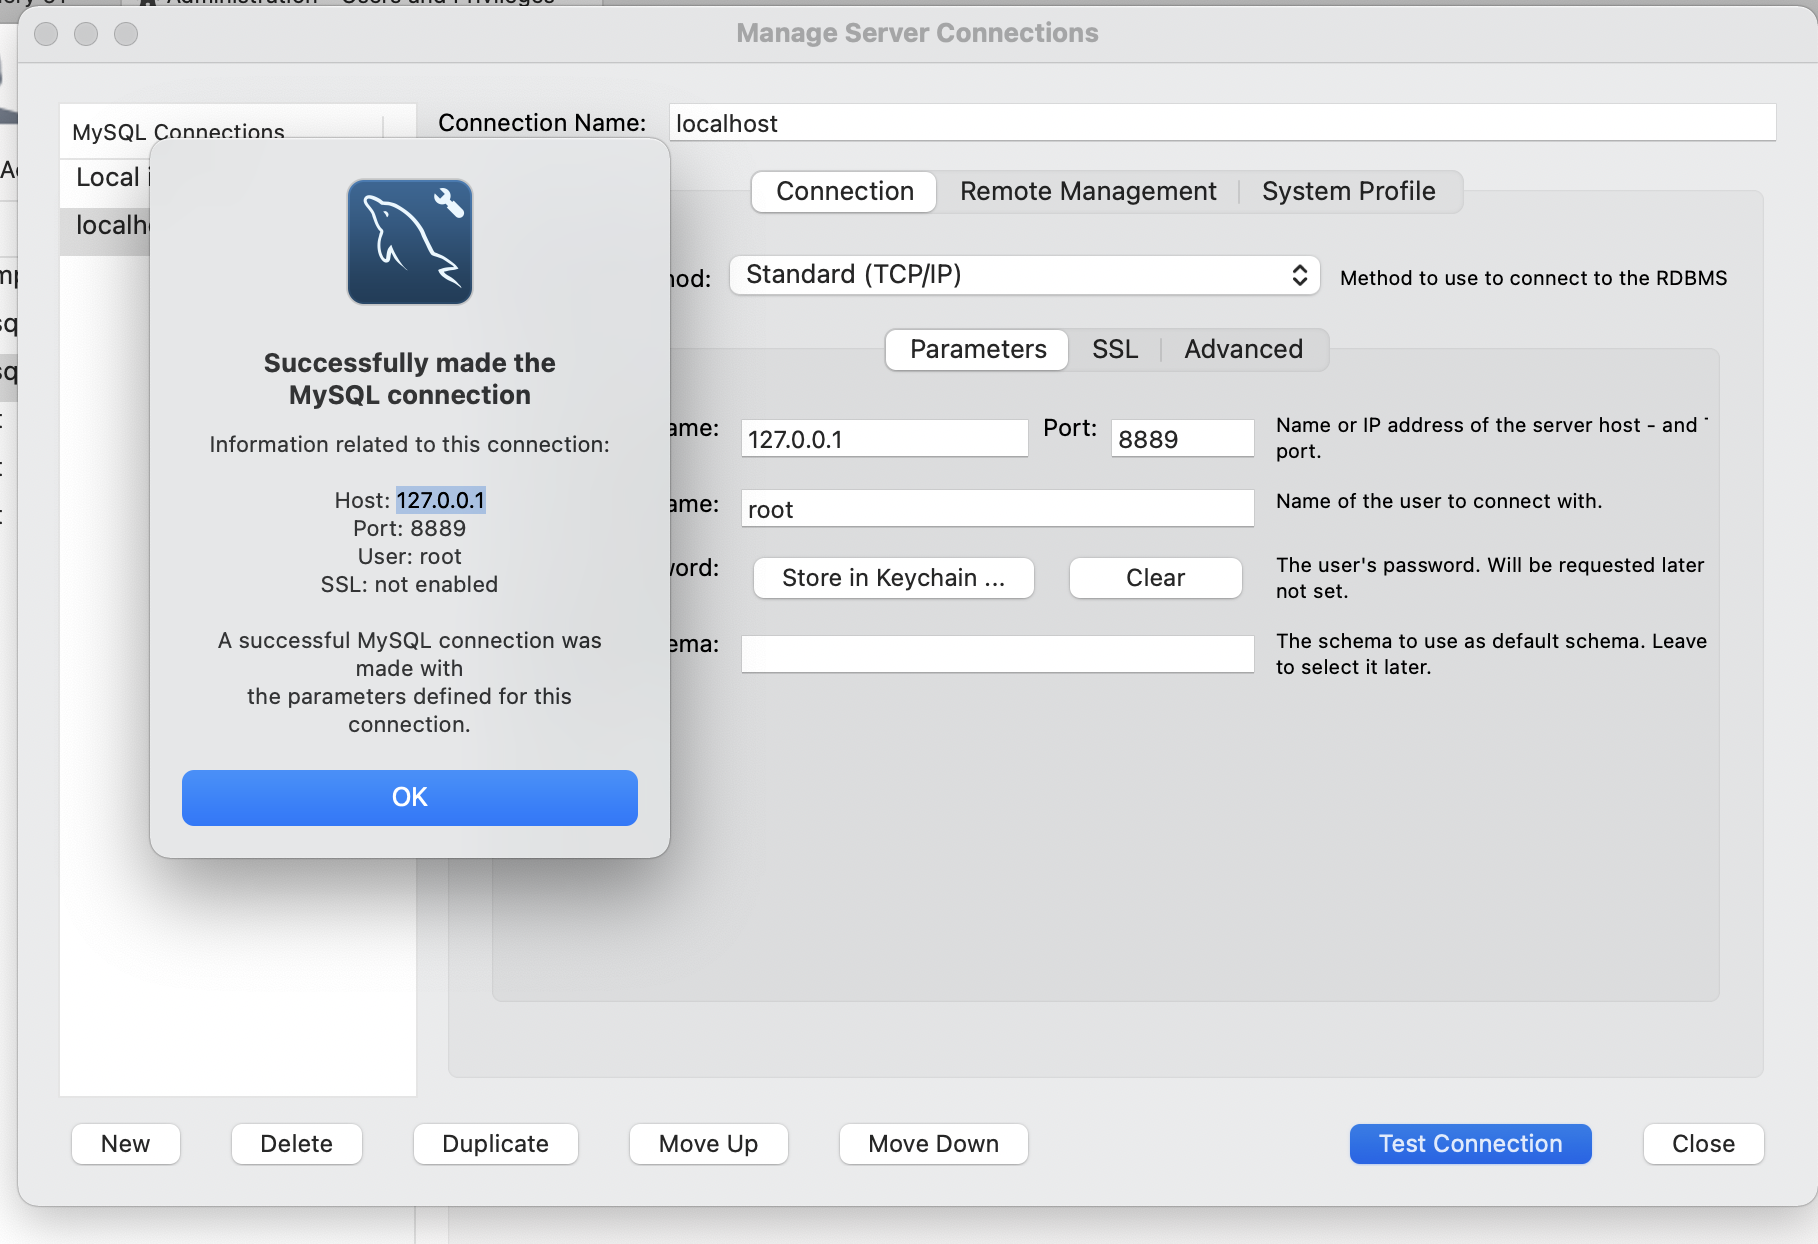 Administration - Users and Privileges
Manage Server Connections
MySQL Connections
Connection Name:
localhost
Local
Connection
Remote Management
System Profile
Standard (TCP/IP)
Method to use to connect to the RDBMS
Parameters
SSL
Advanced
127.0.0.1
Port:
8889
Name or IP address of the server host - and
port.
root
Name of the user to connect with.
Store in Keychain ...
Clear
The user's password. Will be requested later
not set.
The schema to use as default schema. Leave
to select it later.
Successfully made the
MySQL connection
Information related to this connection:
Host: 127.0.0.1
Port: 8889
User: root
SSL: not enabled
A successful MySQL connection was
made with
the parameters defined for this
connection.
OK
New
Delete
Duplicate
Move Up
Move Down
Test Connection
Close